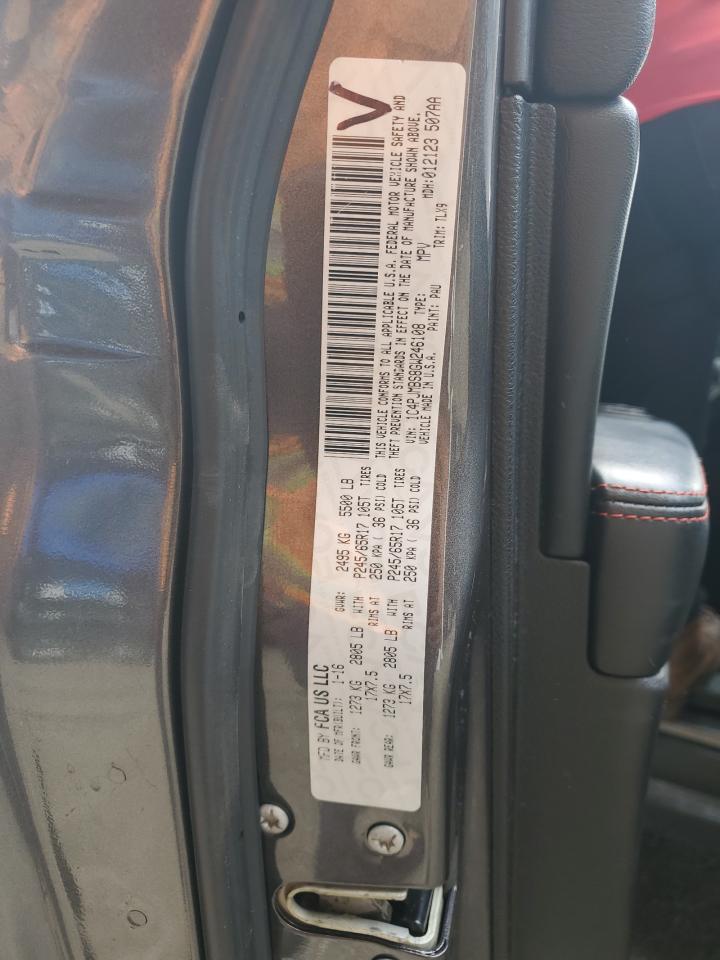 MFD BY FCA US LLC
DATE OF MFR(BUILT): 1-16 GVWR: 2495 KG 5500 LB
GAWR FRONT: 1273 KG 2805 LB WITH P245/65R17 105T TIRES
17X7.5 RIMS AT 250 KPA ( 36 PSI) COLD
GAWR REAR: 1273 KG 2805 LB WITH P245/65R17 105T TIRES
17X7.5 RIMS AT 250 KPA ( 36 PSI) COLD
V
THIS VEHICLE CONFORMS TO ALL APPLICABLE U.S.A. FEDERAL MOTOR VEHICLE SAFETY AND
THEFT PREVENTION STANDARDS IN EFFECT ON THE DATE OF MANUFACTURE SHOWN ABOVE.
VIN: 1C4PJMBS8GW246108 TYPE: MPV MDH:012123 507AA
VEHICLE MADE IN U.S.A. PAINT: PAU TRIM: TLX9